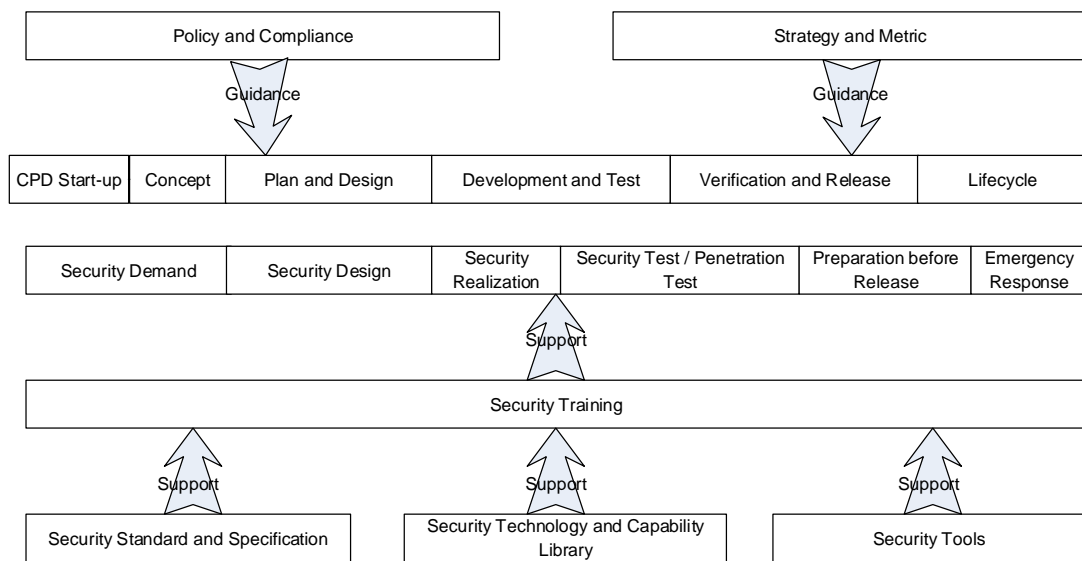 Policy and Compliance
Strategy and Metric
Guidance
Guidance
CPD Start-up
Concept
Plan and Design
Development and Test
Verification and Release
Lifecycle
Security Demand
Security Design
Security
Realization
Security Test / Penetration
Test
Preparation before
Release
Emergency
Response
Support
Security Training
Support
Support
Support
Security Standard and Specification
Security Technology and Capability
Library
Security Tools